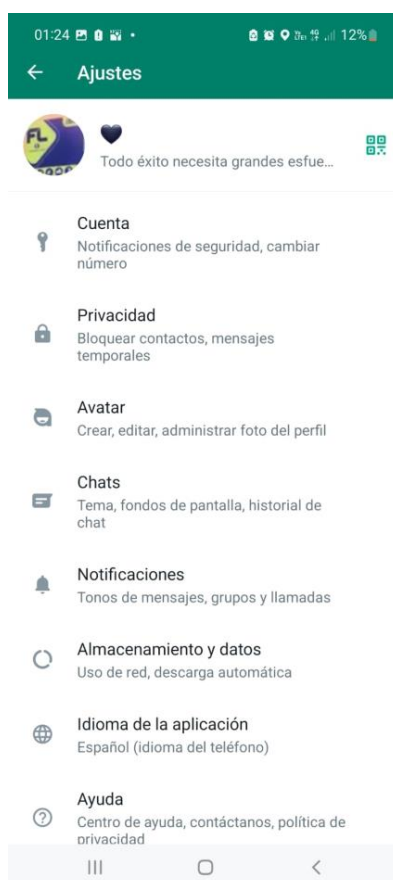 01:24
12%
Ajustes
FL
Todo éxito necesita grandes esfue...
Cuenta
Notificaciones de seguridad, cambiar
número
Privacidad
Bloquear contactos, mensajes
temporales
Avatar
Crear, editar, administrar foto del perfil
Chats
Tema, fondos de pantalla, historial de
chat
Notificaciones
Tonos de mensajes, grupos y llamadas
Almacenamiento y datos
Uso de red, descarga automática
Idioma de la aplicación
Español (idioma del teléfono)
Ayuda
Centro de ayuda, contáctanos, política de
privacidad